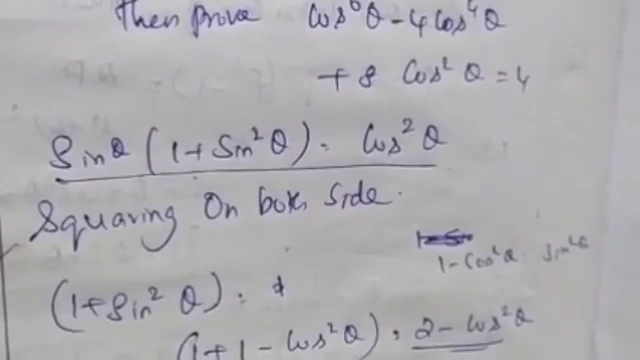 Then prove Cos⁶θ - 4Cos⁴θ
+ 8 Cos²θ = 4
Sinθ (1 + Sin²θ) = Cos²θ
Squaring On both side.
1 - Cos²θ = Sin²θ
(1 + Sin²θ) =
(1 + 1 - Cos²θ) = 2 - Cos²θ